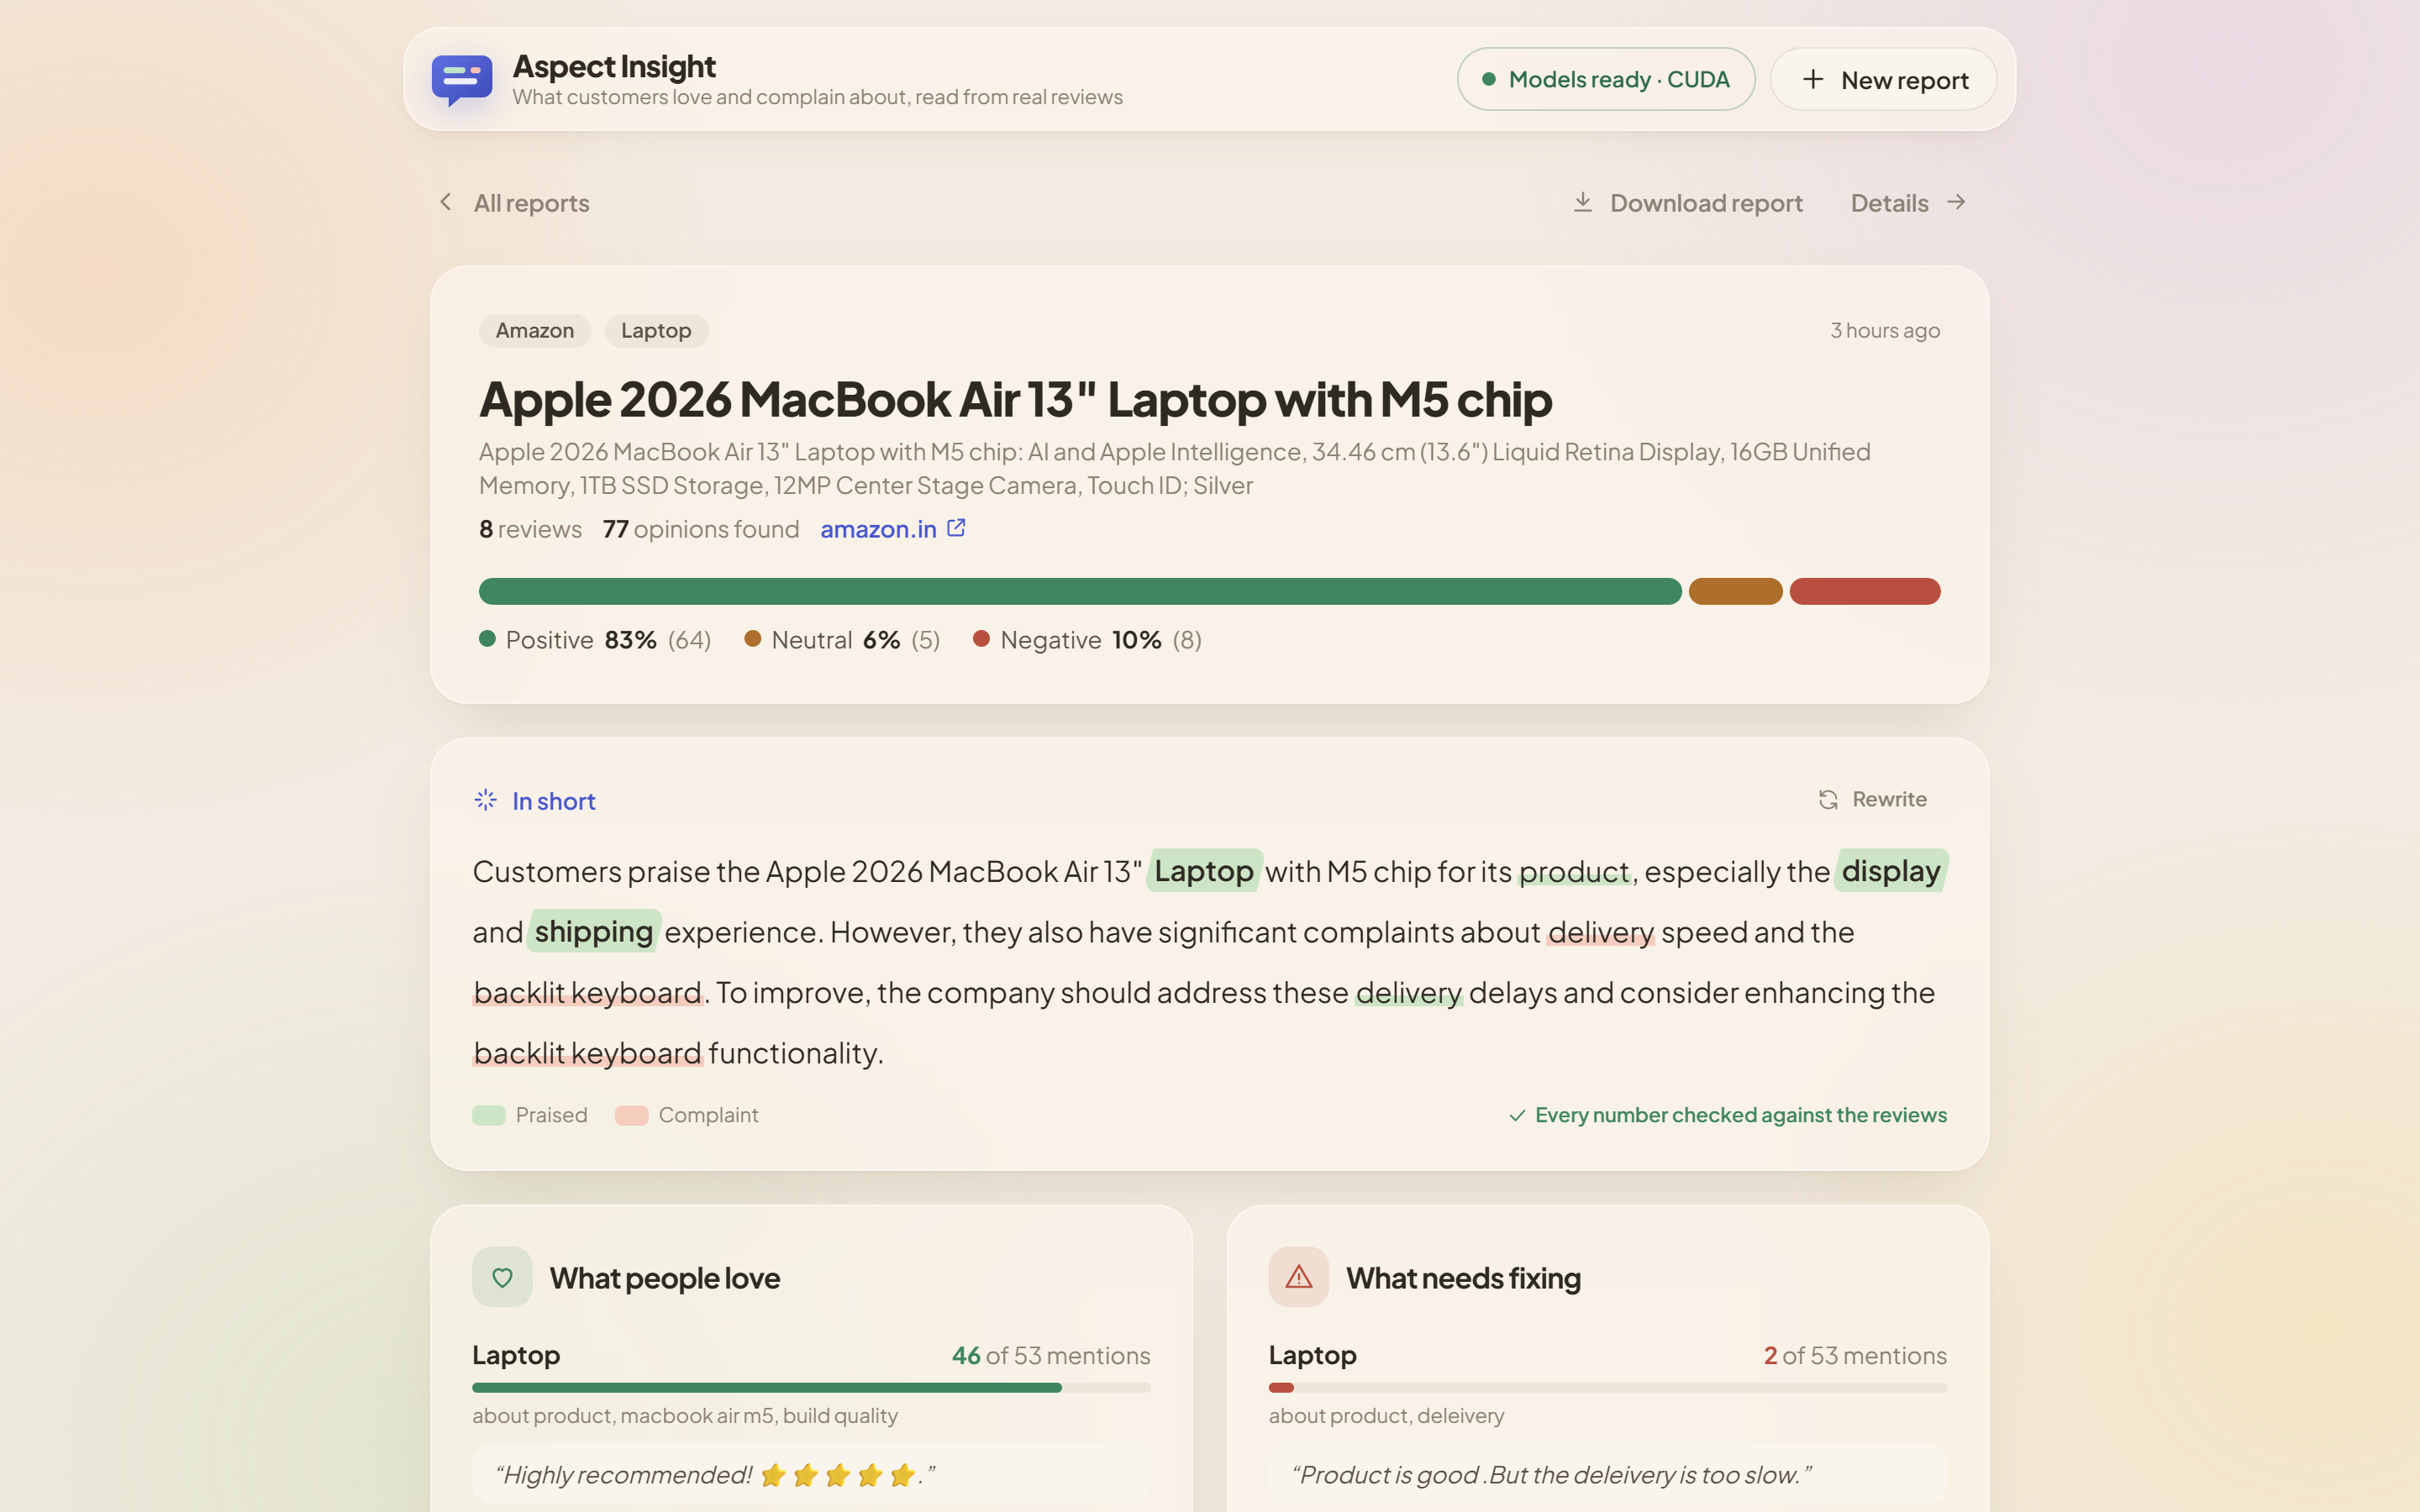 Aspect Insight
What customers love and complain about, read from real reviews
Models ready · CUDA
New report
All reports
Download report
Details
Amazon
Laptop
3 hours ago
Apple 2026 MacBook Air 13" Laptop with M5 chip
Apple 2026 MacBook Air 13" Laptop with M5 chip: AI and Apple Intelligence, 34.46 cm (13.6") Liquid Retina Display, 16GB Unified
Memory, 1TB SSD Storage, 12MP Center Stage Camera, Touch ID; Silver
8 reviews 77 opinions found amazon.in
Positive 83% (64) Neutral 6% (5) Negative 10% (8)
In short
Rewrite
Customers praise the Apple 2026 MacBook Air 13" Laptop with M5 chip for its product, especially the display
and shipping experience. However, they also have significant complaints about delivery speed and the
backlit keyboard. To improve, the company should address these delivery delays and consider enhancing the
backlit keyboard functionality.
Praised Complaint
Every number checked against the reviews
What people love
Laptop
46 of 53 mentions
about product, macbook air m5, build quality
“Highly recommended! ⭐⭐⭐⭐⭐.”
What needs fixing
Laptop
2 of 53 mentions
about product, deleivery
“Product is good .But the deleivery is too slow.”